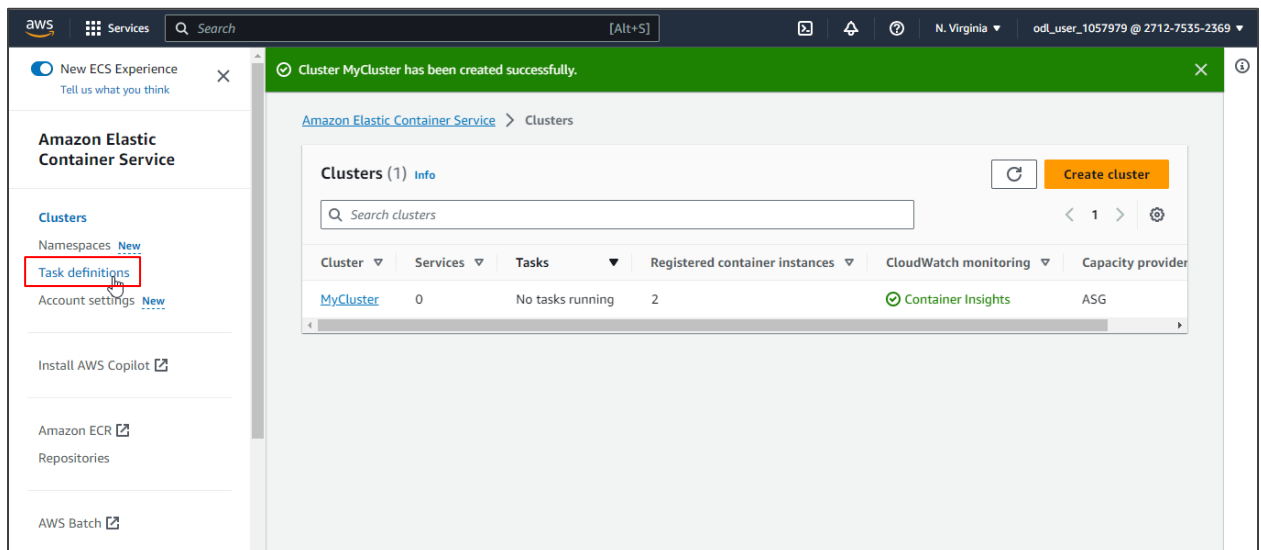 aws
Services
Search [Alt+S]
N. Virginia
odl_user_1057979 @ 2712-7535-2369
New ECS Experience
Tell us what you think
Amazon Elastic
Container Service
Clusters
Namespaces New
Task definitions
Account settings New
Install AWS Copilot
Amazon ECR
Repositories
AWS Batch
Cluster MyCluster has been created successfully.
Amazon Elastic Container Service > Clusters
Clusters (1) Info
Create cluster
Search clusters
1
Cluster Services Tasks Registered container instances CloudWatch monitoring Capacity provider
MyCluster 0 No tasks running 2 Container Insights ASG